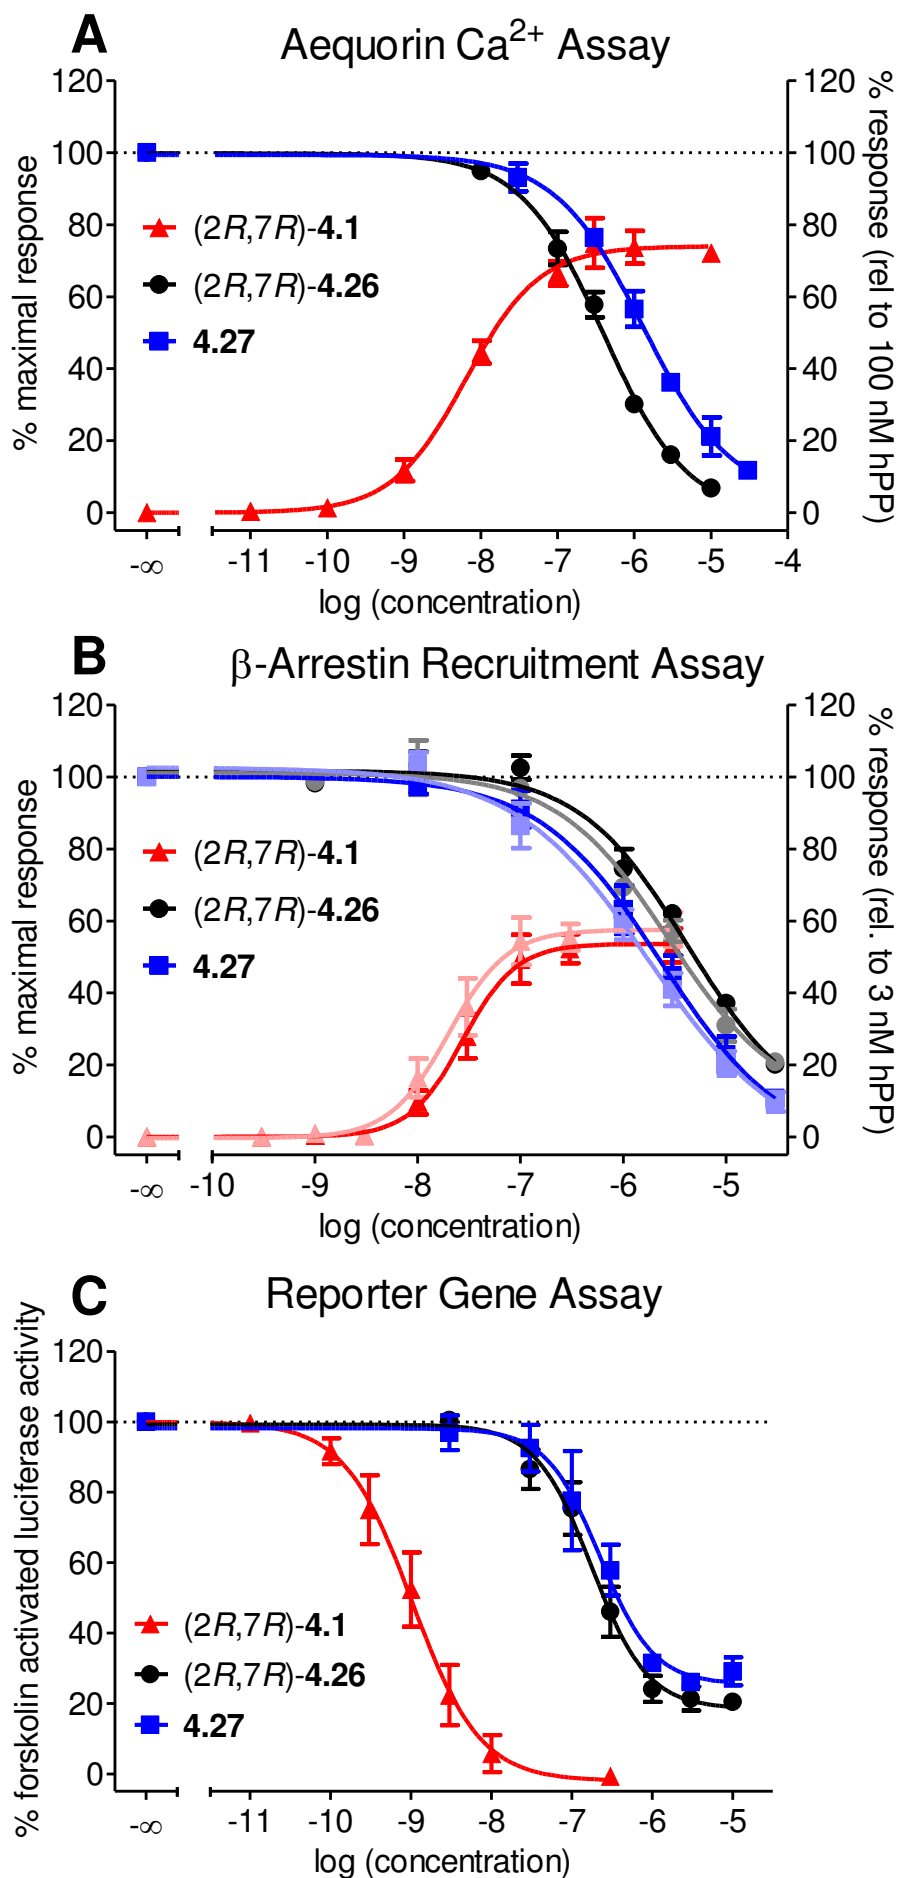 A
Aequorin Ca2+ Assay
% maximal response
% response (rel to 100 nM hPP)
120
100
80
60
40
20
0
120
100
80
60
40
20
0
(2R,7R)-4.1
(2R,7R)-4.26
4.27
-∞ -11 -10 -9 -8 -7 -6 -5 -4
log (concentration)
B
β-Arrestin Recruitment Assay
% maximal response
% response (rel. to 3 nM hPP)
120
100
80
60
40
20
0
120
100
80
60
40
20
0
(2R,7R)-4.1
(2R,7R)-4.26
4.27
-∞ -10 -9 -8 -7 -6 -5
log (concentration)
C
Reporter Gene Assay
% forskolin activated luciferase activity
120
100
80
60
40
20
0
(2R,7R)-4.1
(2R,7R)-4.26
4.27
-∞ -11 -10 -9 -8 -7 -6 -5
log (concentration)